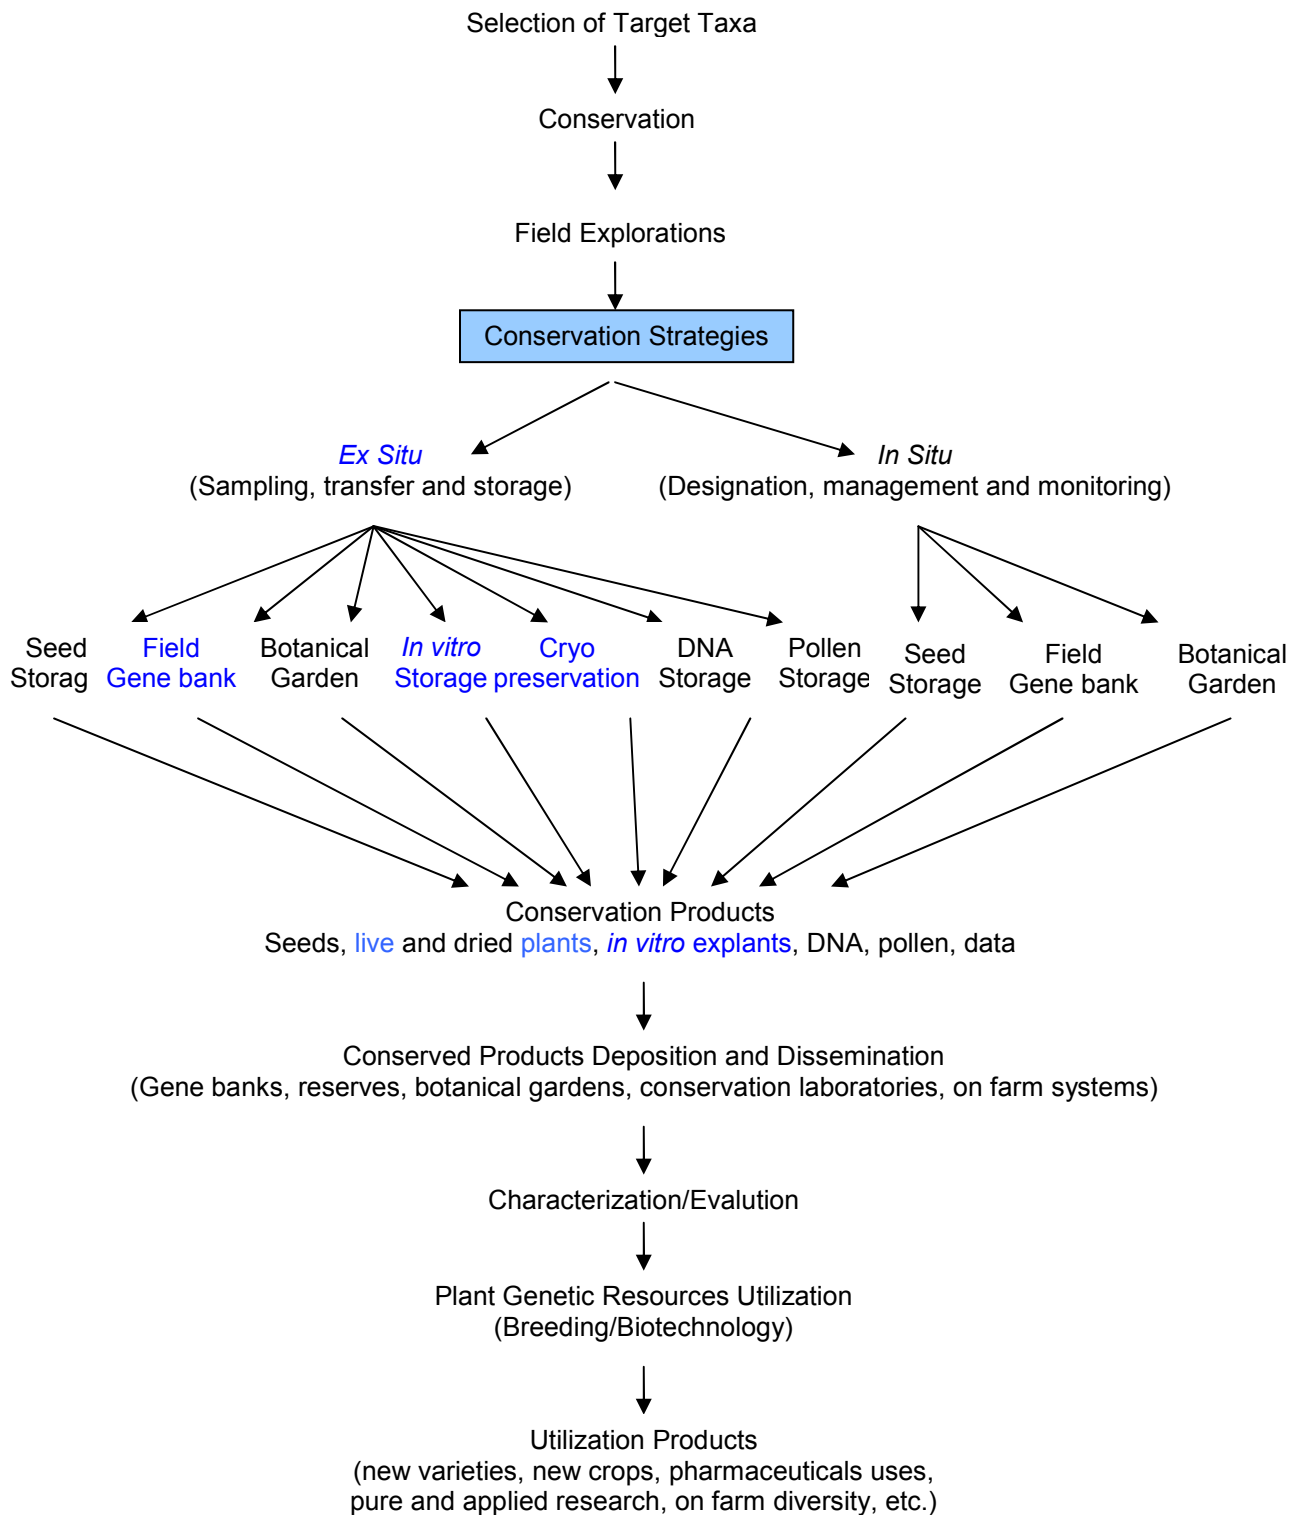 Selection of Target Taxa
Conservation
Field Explorations
Conservation Strategies
Ex Situ
(Sampling, transfer and storage)
In Situ
(Designation, management and monitoring)
Seed
Storag
Field
Gene bank
Botanical
Garden
In vitro
Storage
Cryo
preservation
DNA
Storage
Pollen
Storage
Seed
Storage
Field
Gene bank
Botanical
Garden
Conservation Products
Seeds, live and dried plants, in vitro explants, DNA, pollen, data
Conserved Products Deposition and Dissemination
(Gene banks, reserves, botanical gardens, conservation laboratories, on farm systems)
Characterization/Evalution
Plant Genetic Resources Utilization
(Breeding/Biotechnology)
Utilization Products
(new varieties, new crops, pharmaceuticals uses,
pure and applied research, on farm diversity, etc.)